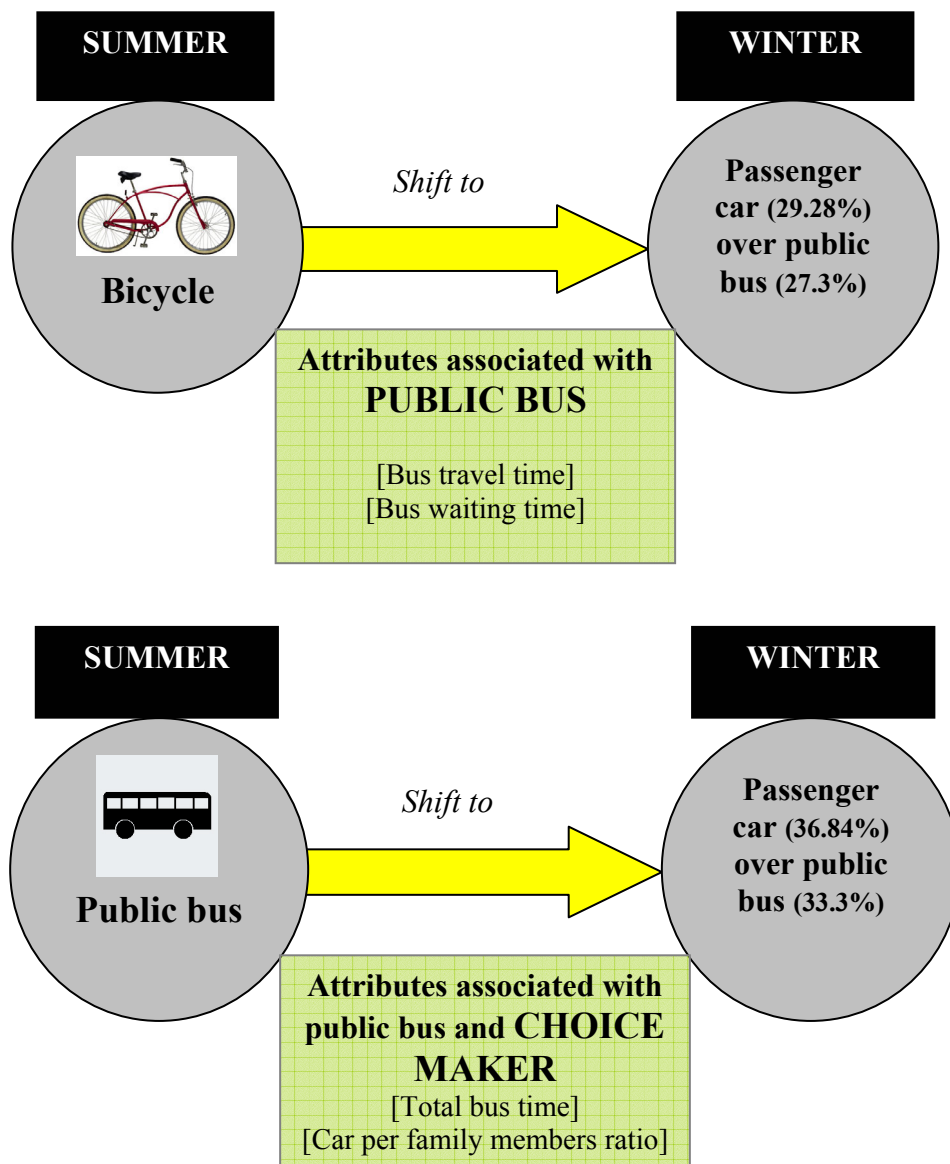 SUMMER
WINTER
Shift to
Bicycle
Passenger
car (29.28%)
over public
bus (27.3%)
Attributes associated with
PUBLIC BUS
[Bus travel time]
[Bus waiting time]
SUMMER
WINTER
Shift to
Public bus
Passenger
car (36.84%)
over public
bus (33.3%)
Attributes associated with
public bus and CHOICE
MAKER
[Total bus time]
[Car per family members ratio]